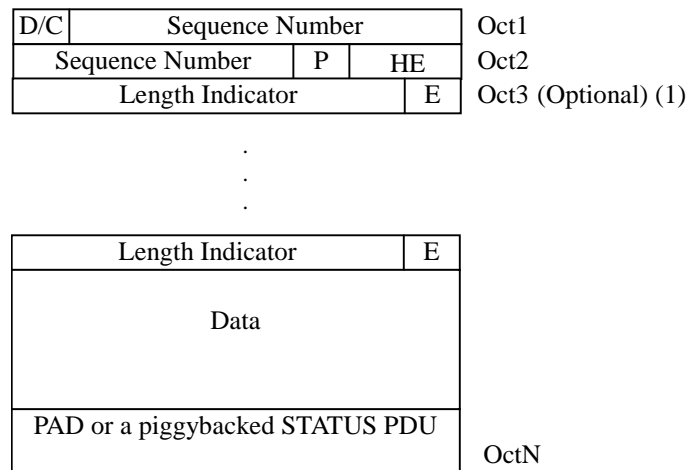 D/C Sequence Number Oct1
Sequence Number P HE Oct2
Length Indicator E Oct3 (Optional) (1)
.
.
.
Length Indicator E
Data
PAD or a piggybacked STATUS PDU
OctN